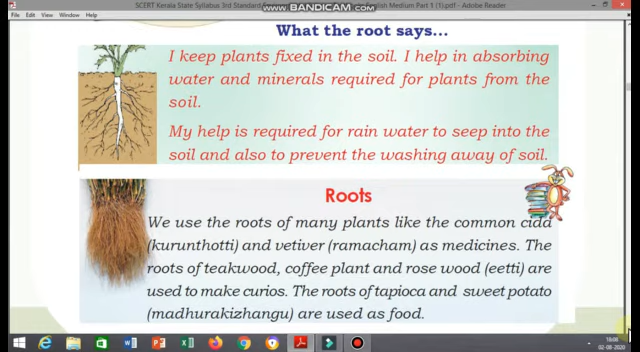 SCERT Kerala State Syllabus 3rd Standard
English Medium Part 1 (1).pdf - Adobe Reader
WWW.BANDICAM.COM
File Edit View Window Help
What the root says...
I keep plants fixed in the soil. I help in absorbing
water and minerals required for plants from the
soil.
My help is required for rain water to seep into the
soil and also to prevent the washing away of soil.
Roots
We use the roots of many plants like the common cida
(kurunthotti) and vetiver (ramacham) as medicines. The
roots of teakwood, coffee plant and rose wood (eetti) are
used to make curios. The roots of tapioca and sweet potato
(madhurakizhangu) are used as food.
02-08-2020